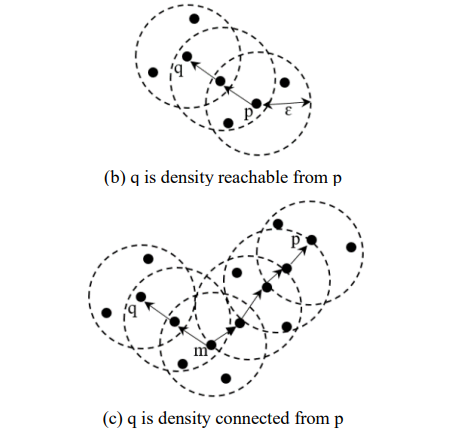 q
p
ε
(b) q is density reachable from p
p
q
m
(c) q is density connected from p